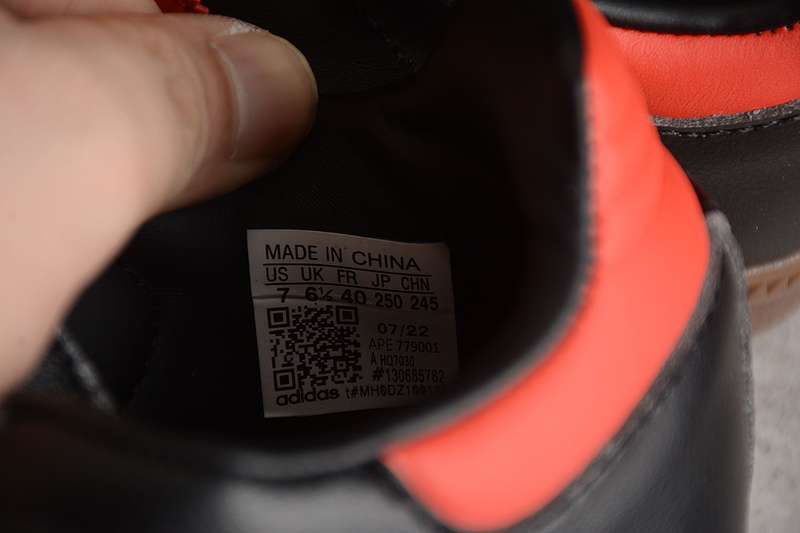 MADE IN CHINA
US UK FR JP CHN
7 6½ 40 250 245
07/22
APE 779001
A HQ7030
#130685782
adidas